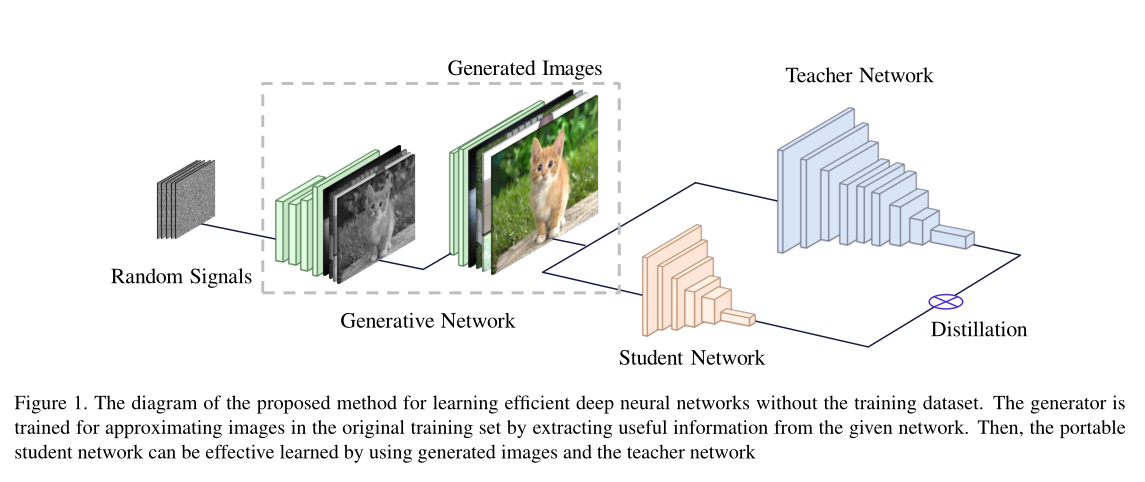 Generated Images
Teacher Network
Random Signals
Generative Network
Distillation
Student Network
Figure 1. The diagram of the proposed method for learning efficient deep neural networks without the training dataset. The generator is
trained for approximating images in the original training set by extracting useful information from the given network. Then, the portable
student network can be effective learned by using generated images and the teacher network